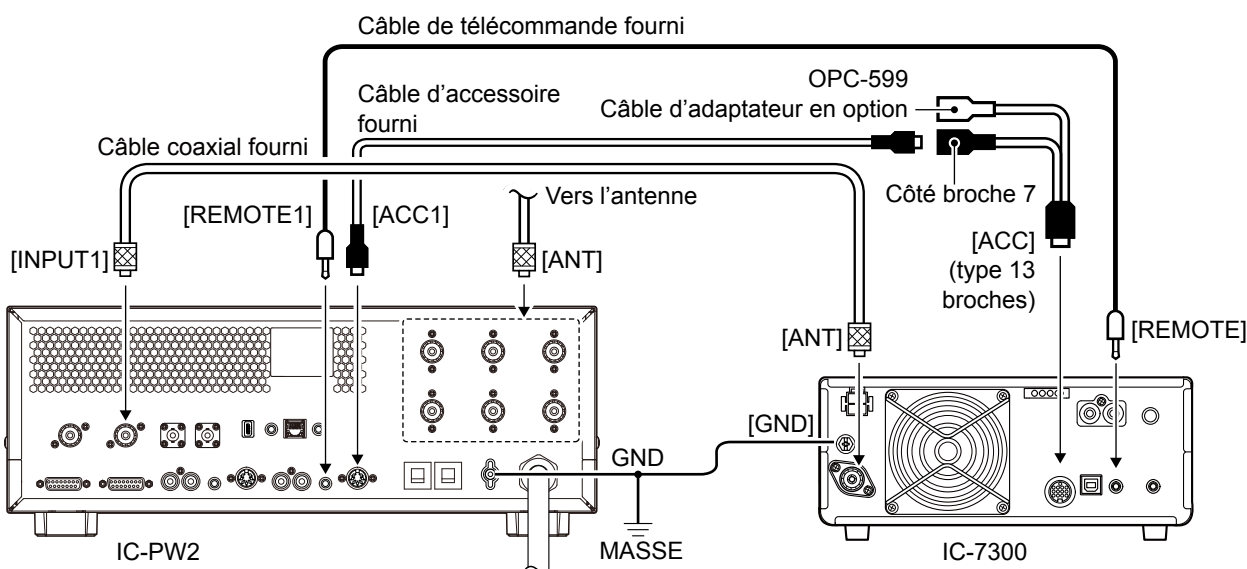 Câble de télécommande fourni
OPC-599
Câble d'accessoire
Câble d'adaptateur en option
fourni
Câble coaxial fourni
Côté broche 7
Vers l'antenne
[REMOTE1]
[ACC1]
[ACC]
(type 13
broches)
[INPUT1]
[ANT]
[ANT]
[REMOTE]
[GND]
GND
MASSE
IC-PW2
IC-7300